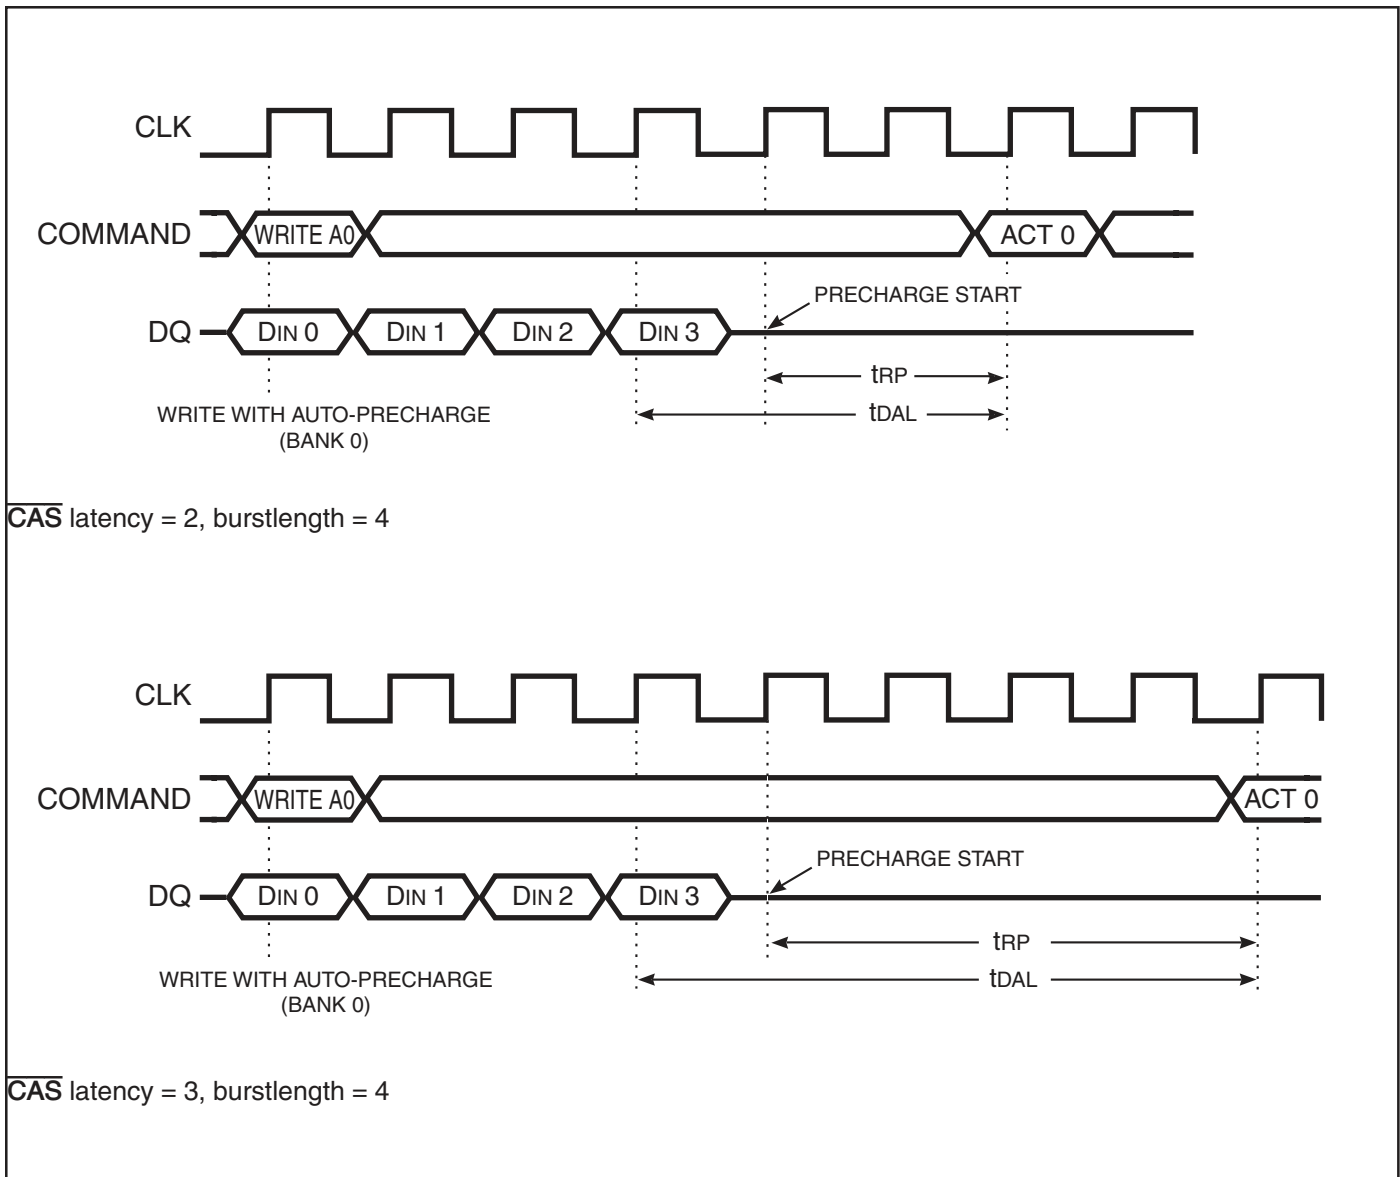 CLK
COMMAND WRITE A0 ACT 0
PRECHARGE START
DQ DIN 0 DIN 1 DIN 2 DIN 3
tRP
tDAL
WRITE WITH AUTO-PRECHARGE
(BANK 0)
CAS latency = 2, burstlength = 4
CLK
COMMAND WRITE A0 ACT 0
PRECHARGE START
DQ DIN 0 DIN 1 DIN 2 DIN 3
tRP
tDAL
WRITE WITH AUTO-PRECHARGE
(BANK 0)
CAS latency = 3, burstlength = 4